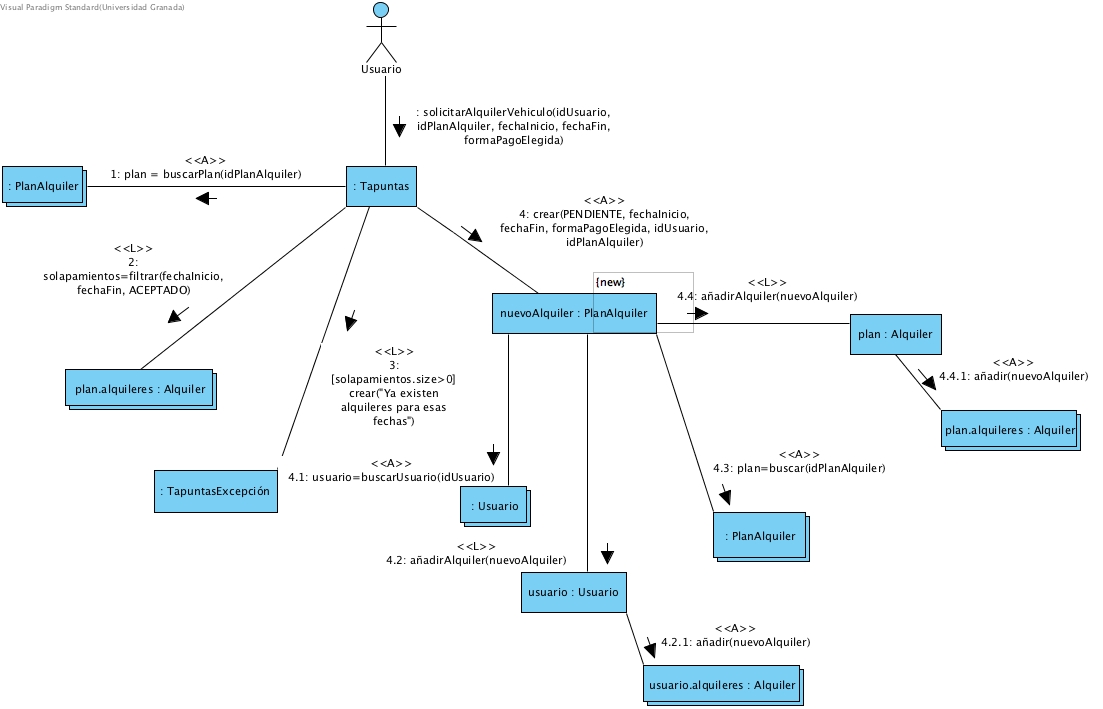 Visual Paradigm Standard(Universidad Granada)
Usuario
: solicitarAlquilerVehiculo(idUsuario,
idPlanAlquiler, fechaInicio, fechaFin,
formaPagoElegida)
<<A>>
1: plan = buscarPlan(idPlanAlquiler)
: PlanAlquiler
: Tapuntas
<<A>>
4: crear(PENDIENTE, fechaInicio,
fechaFin, formaPagoElegida, idUsuario,
idPlanAlquiler)
<<L>>
2:
solapamientos=filtrar(fechaInicio,
fechaFin, ACEPTADO)
{new}
nuevoAlquiler : PlanAlquiler
<<L>>
4.4: añadirAlquiler(nuevoAlquiler)
plan : Alquiler
<<L>>
3:
[solapamientos.size>0]
crear("Ya existen
alquileres para esas
fechas")
<<A>>
4.4.1: añadir(nuevoAlquiler)
plan.alquileres : Alquiler
plan.alquileres : Alquiler
<<A>>
4.1: usuario=buscarUsuario(idUsuario)
<<A>>
4.3: plan=buscar(idPlanAlquiler)
: TapuntasExcepción
: Usuario
: PlanAlquiler
<<L>>
4.2: añadirAlquiler(nuevoAlquiler)
usuario : Usuario
<<A>>
4.2.1: añadir(nuevoAlquiler)
usuario.alquileres : Alquiler